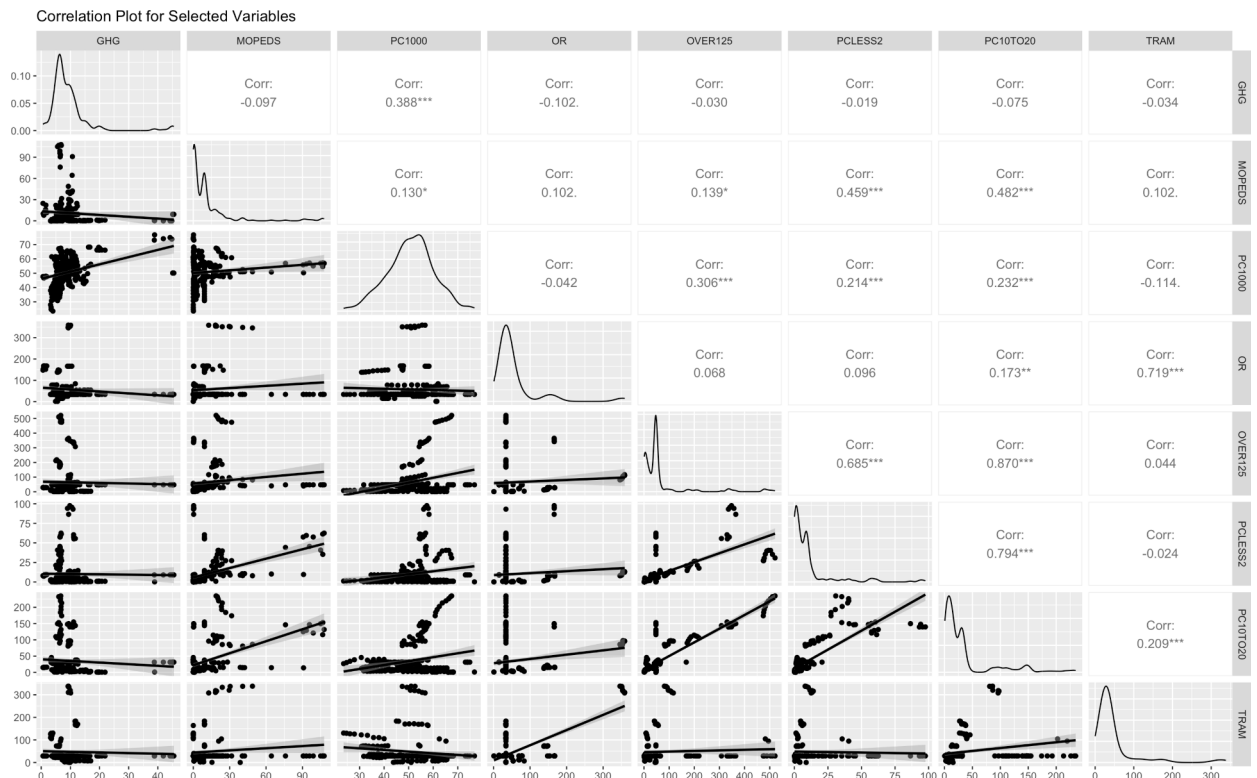 Correlation Plot for Selected Variables
GHG MOPEDS PC1000 OR OVER125 PCLESS2 PC10TO20 TRAM
0.10
0.05
0.00
Corr: Corr: Corr: Corr: Corr: Corr: Corr:
-0.097 0.388*** -0.102. -0.030 -0.019 -0.075 -0.034
GHG
90
60
30
0
Corr: Corr: Corr: Corr: Corr: Corr:
0.130* 0.102. 0.139* 0.459*** 0.482*** 0.102.
MOPEDS
70
60
50
40
30
Corr: Corr: Corr: Corr: Corr:
-0.042 0.306*** 0.214*** 0.232*** -0.114.
PC1000
300
200
100
0
Corr: Corr: Corr: Corr:
0.068 0.096 0.173** 0.719***
OR
500
400
300
200
100
0
Corr: Corr: Corr:
0.685*** 0.870*** 0.044
OVER125
100
75
50
25
0
Corr: Corr:
0.794*** -0.024
PCLESS2
200
150
100
50
0
Corr:
0.209***
PC10TO20
300
200
100
0
TRAM
0 10 20 30 40 0 30 60 90 30 40 50 60 70 0 100 200 300 0 100 200 300 400 500 0 25 50 75 100 0 50 100 150 200 0 100 200 300